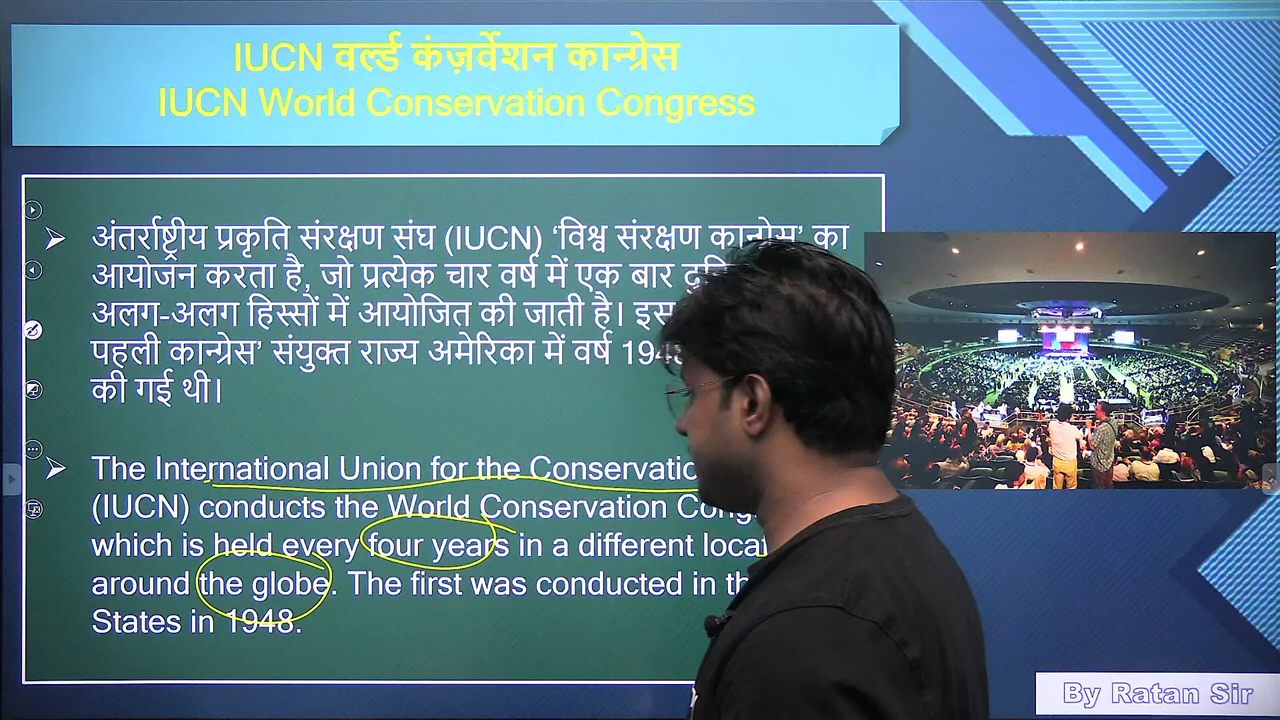 IUCN वर्ल्ड कंज़र्वेशन कान्ग्रेस
IUCN World Conservation Congress
अंतर्राष्ट्रीय प्रकृति संरक्षण संघ (IUCN) ‘विश्व संरक्षण कान्ग्रेस’ का
आयोजन करता है, जो प्रत्येक चार वर्ष में एक बार
अलग-अलग हिस्सों में आयोजित की जाती है।
पहली कान्ग्रेस’ संयुक्त राज्य अमेरिका में वर्ष
की गई थी।
The International Union for the
(IUCN) conducts the World Conservation
which is held every four years in a different
around the globe. The first was conducted in
States in 1948.
By Ratan Sir